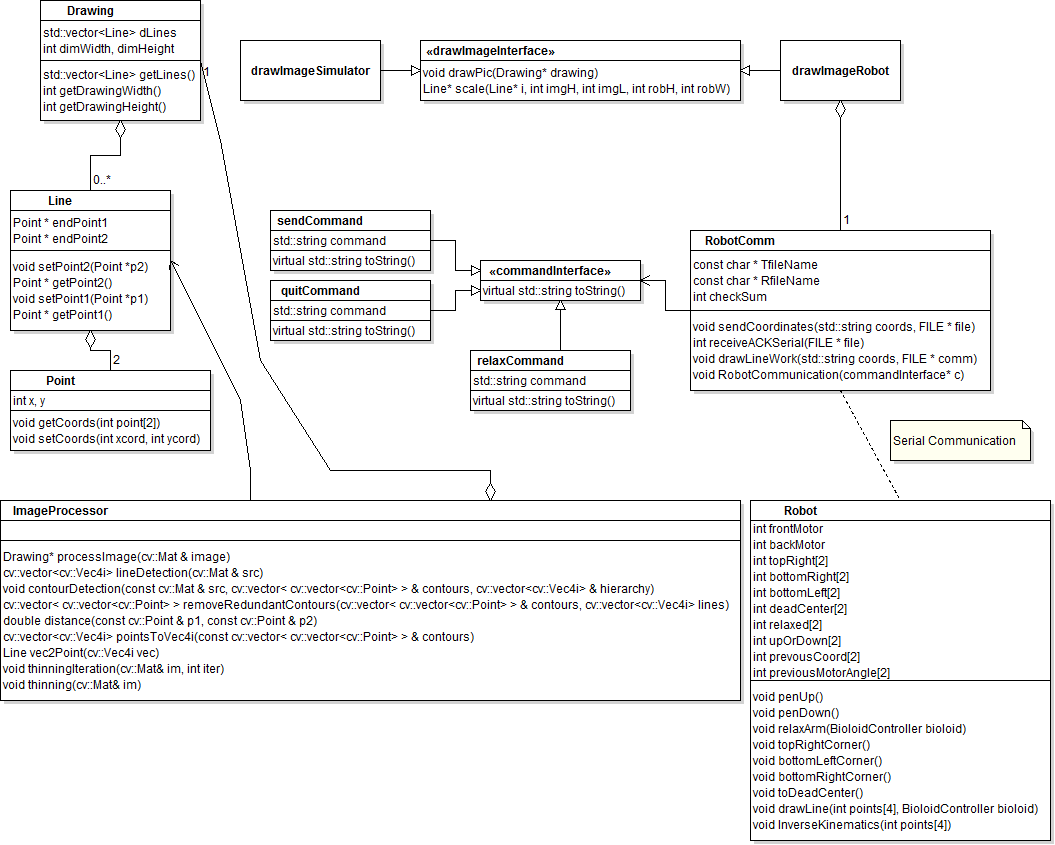 Drawing
std::vector<Line> dLines
int dimWidth, dimHeight
std::vector<Line> getLines()
int getDrawingWidth()
int getDrawingHeight()
1
0..*
Line
Point * endPoint1
Point * endPoint2
void setPoint2(Point *p2)
Point * getPoint2()
void setPoint1(Point *p1)
Point * getPoint1()
2
Point
int x, y
void getCoords(int point[2])
void setCoords(int xcord, int ycord)
drawImageSimulator
«drawImageInterface»
void drawPic(Drawing* drawing)
Line* scale(Line* i, int imgH, int imgL, int robH, int robW)
drawImageRobot
1
sendCommand
std::string command
virtual std::string toString()
quitCommand
std::string command
virtual std::string toString()
«commandInterface»
virtual std::string toString()
relaxCommand
std::string command
virtual std::string toString()
RobotComm
const char * TfileName
const char * RfileName
int checkSum
void sendCoordinates(std::string coords, FILE * file)
int receiveACKSerial(FILE * file)
void drawLineWork(std::string coords, FILE * comm)
void RobotCommunication(commandInterface* c)
Serial Communication
ImageProcessor
Drawing* processImage(cv::Mat & image)
cv::vector<cv::Vec4i> lineDetection(cv::Mat & src)
void contourDetection(const cv::Mat & src, cv::vector< cv::vector<cv::Point> > & contours, cv::vector<cv::Vec4i> & hierarchy)
cv::vector< cv::vector<cv::Point> > removeRedundantContours(cv::vector< cv::vector<cv::Point> > & contours, cv::vector<cv::Vec4i> lines)
double distance(const cv::Point & p1, const cv::Point & p2)
cv::vector<cv::Vec4i> pointsToVec4i(const cv::vector< cv::vector<cv::Point> > & contours)
Line vec2Point(cv::Vec4i vec)
void thinningIteration(cv::Mat& im, int iter)
void thinning(cv::Mat& im)
Robot
int frontMotor
int backMotor
int topRight[2]
int bottomRight[2]
int bottomLeft[2]
int deadCenter[2]
int relaxed[2]
int upOrDown[2]
int prevousCoord[2]
int previousMotorAngle[2]
void penUp()
void penDown()
void relaxArm(BioloidController bioloid)
void topRightCorner()
void bottomLeftCorner()
void bottomRightCorner()
void toDeadCenter()
void drawLine(int points[4], BioloidController bioloid)
void InverseKinematics(int points[4])